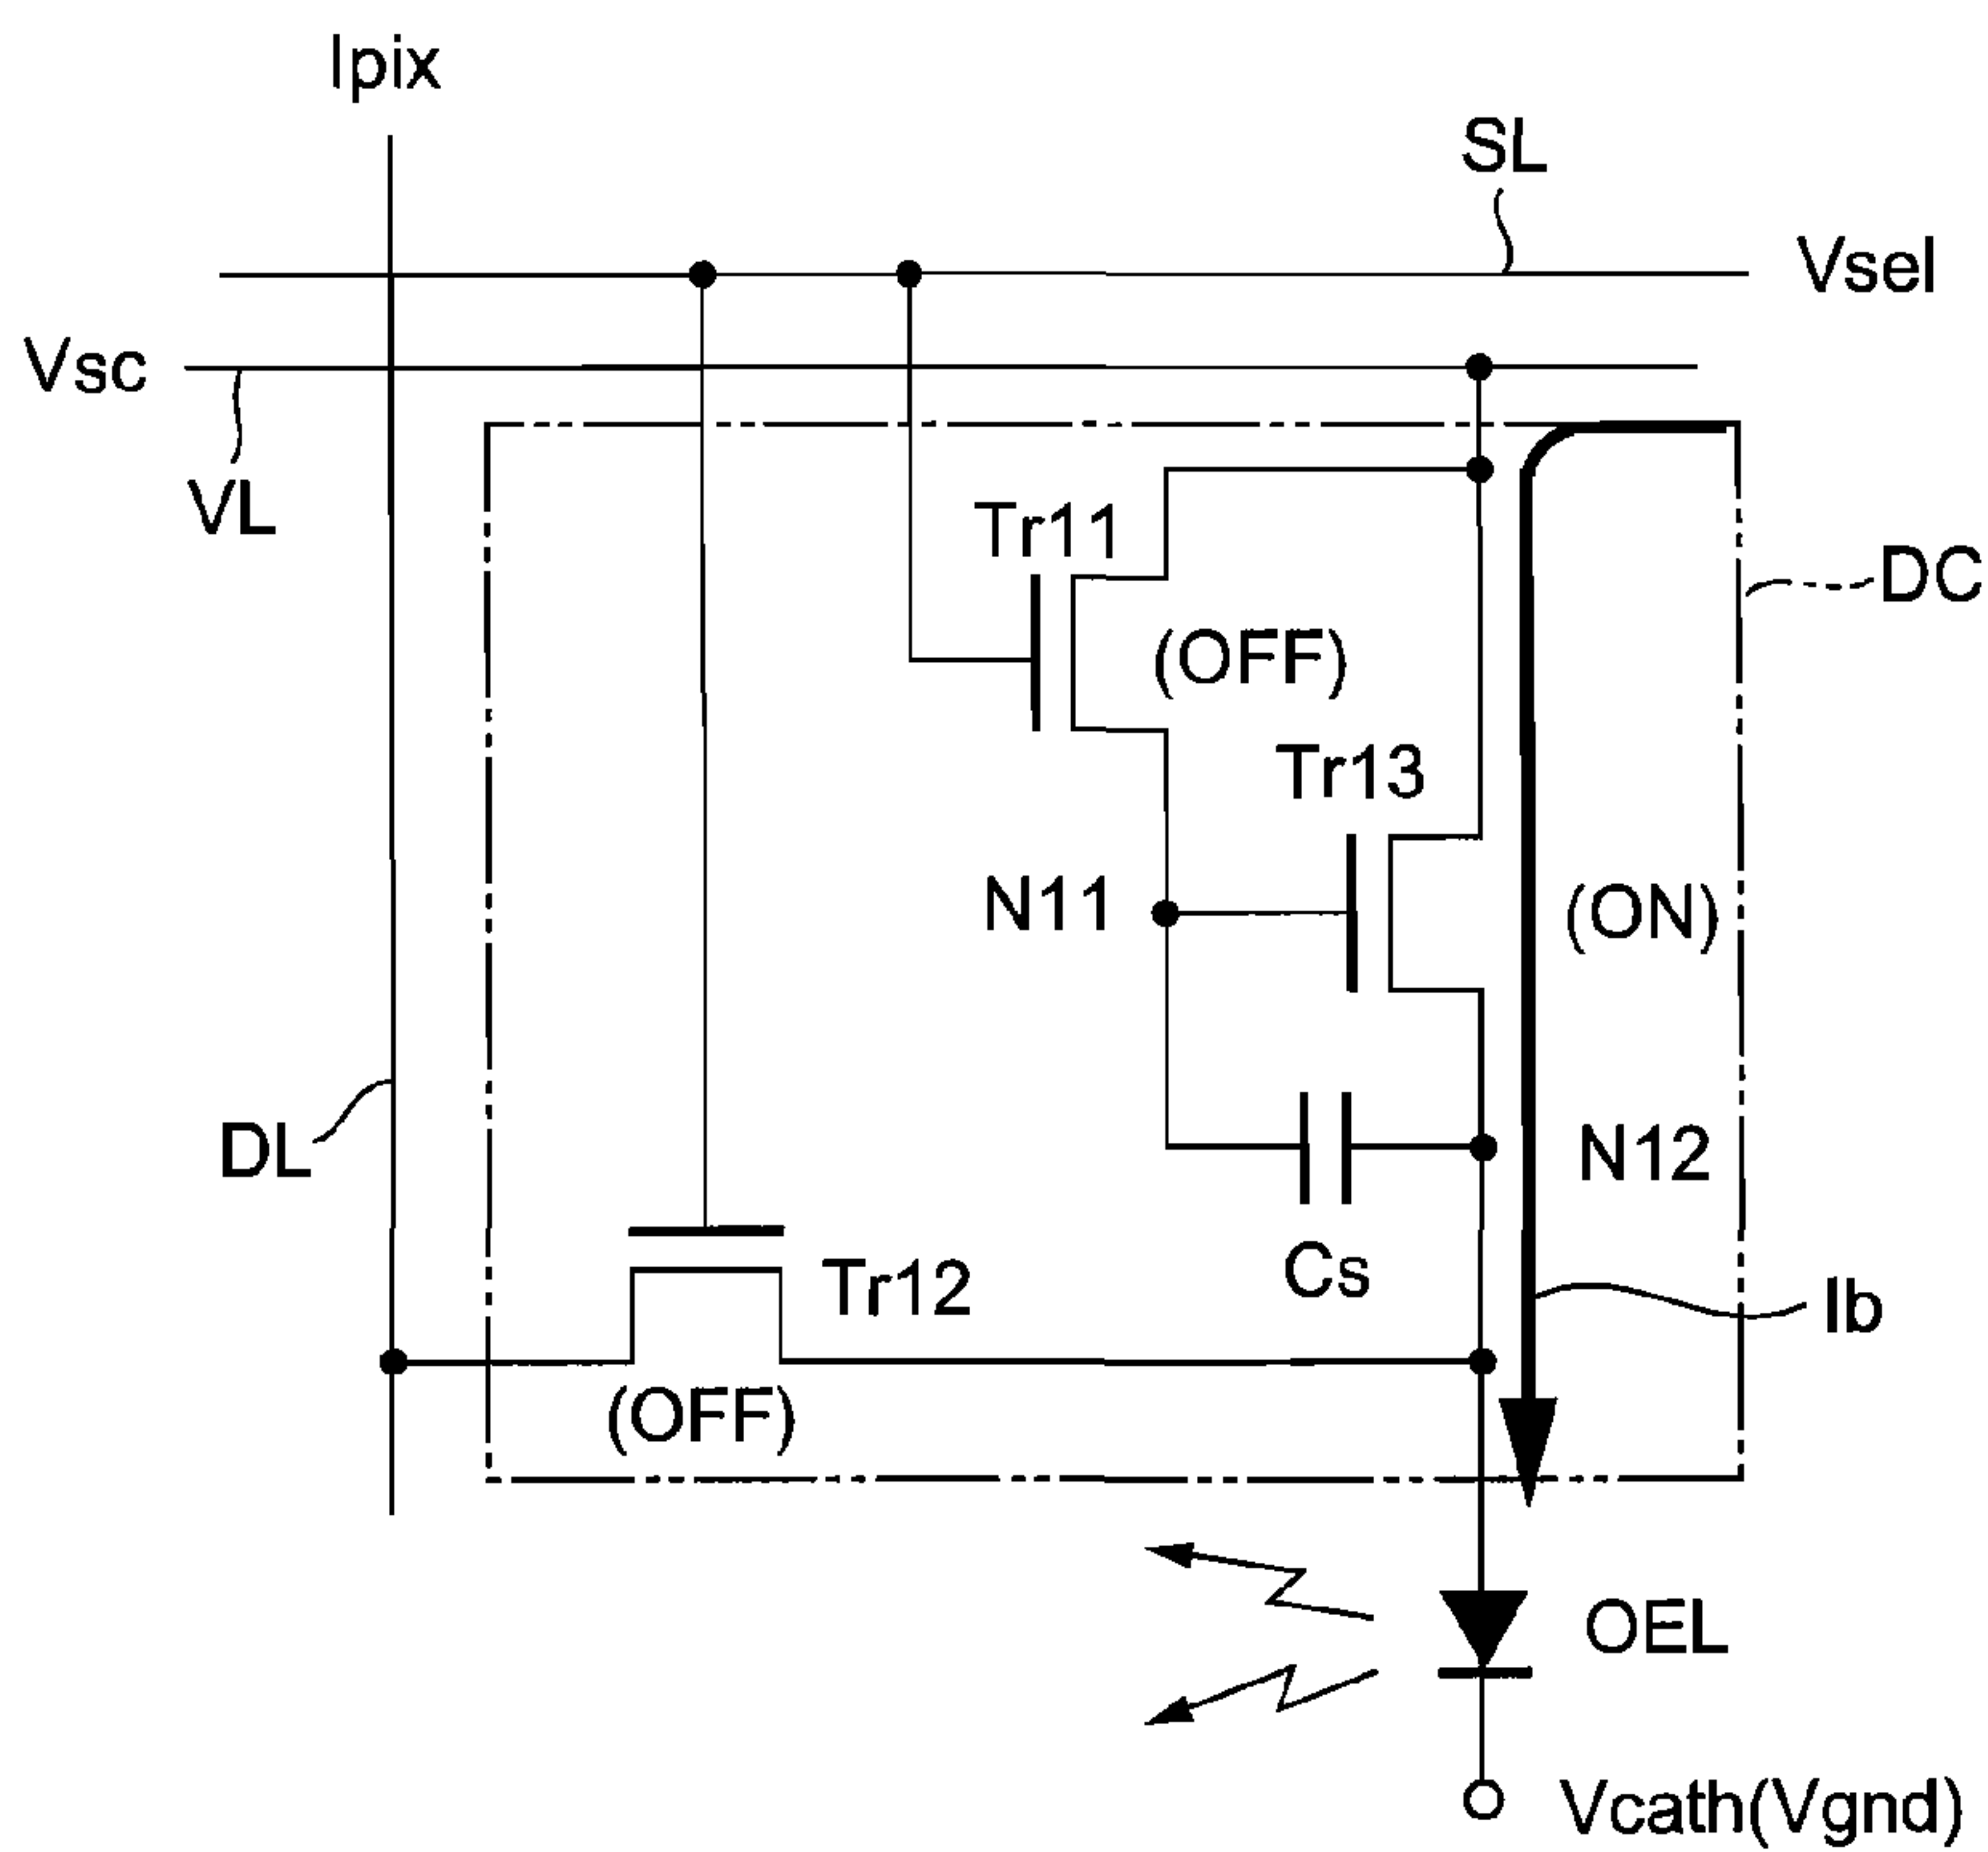 Ipix
SL
Vsel
Vsc
VL
Tr11
DC
(OFF)
Tr13
N11
(ON)
DL
N12
Cs
Tr12
Ib
(OFF)
OEL
Vcath(Vgnd)